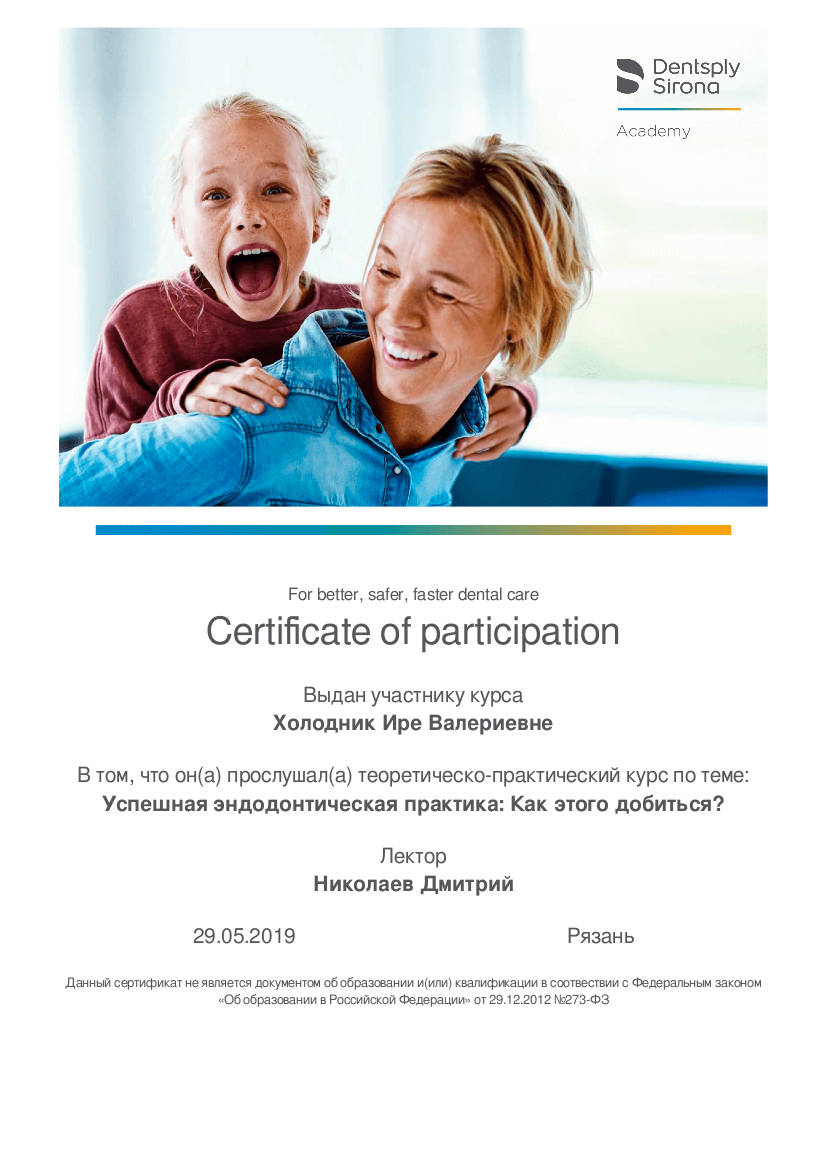 Dentsply
Sirona
Academy
For better, safer, faster dental care
Certificate of participation
Выдан участнику курса
Холодник Ире Валериевне
В том, что он(а) прослушал(а) теоретическо-практический курс по теме:
Успешная эндодонтическая практика: Как этого добиться?
Лектор
Николаев Дмитрий
29.05.2019 Рязань
Данный сертификат не является документом об образовании и(или) квалификации в соотвествии с Федеральным законом
«Об образовании в Российской Федерации» от 29.12.2012 №273-ФЗ